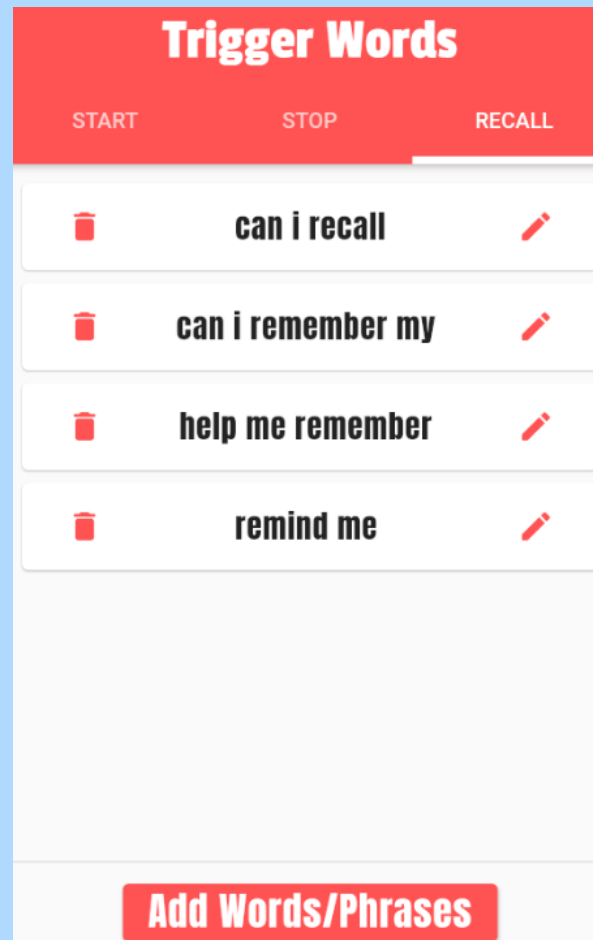 Trigger Words
START STOP RECALL
can i recall
can i remember my
help me remember
remind me
Add Words/Phrases